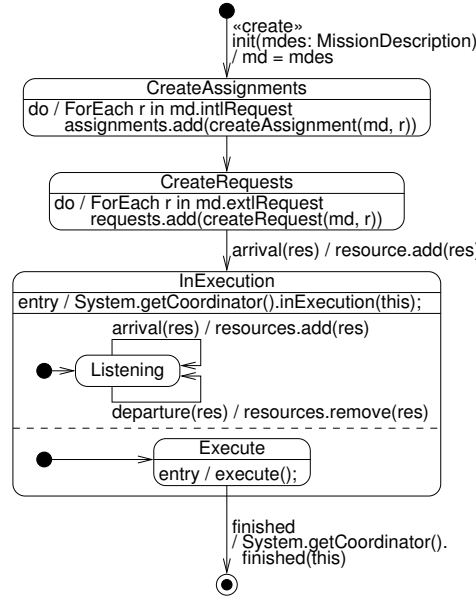 «create»
init(mdes: MissionDescription)
/ md = mdes
CreateAssignments
do / ForEach r in md.intlRequest
assignments.add(createAssignment(md, r))
CreateRequests
do / ForEach r in md.extlRequest
requests.add(createRequest(md, r))
arrival(res) / resource.add(res)
InExecution
entry / System.getCoordinator().inExecution(this);
arrival(res) / resources.add(res)
Listening
departure(res) / resources.remove(res)
Execute
entry / execute();
finished
/ System.getCoordinator().
finished(this)